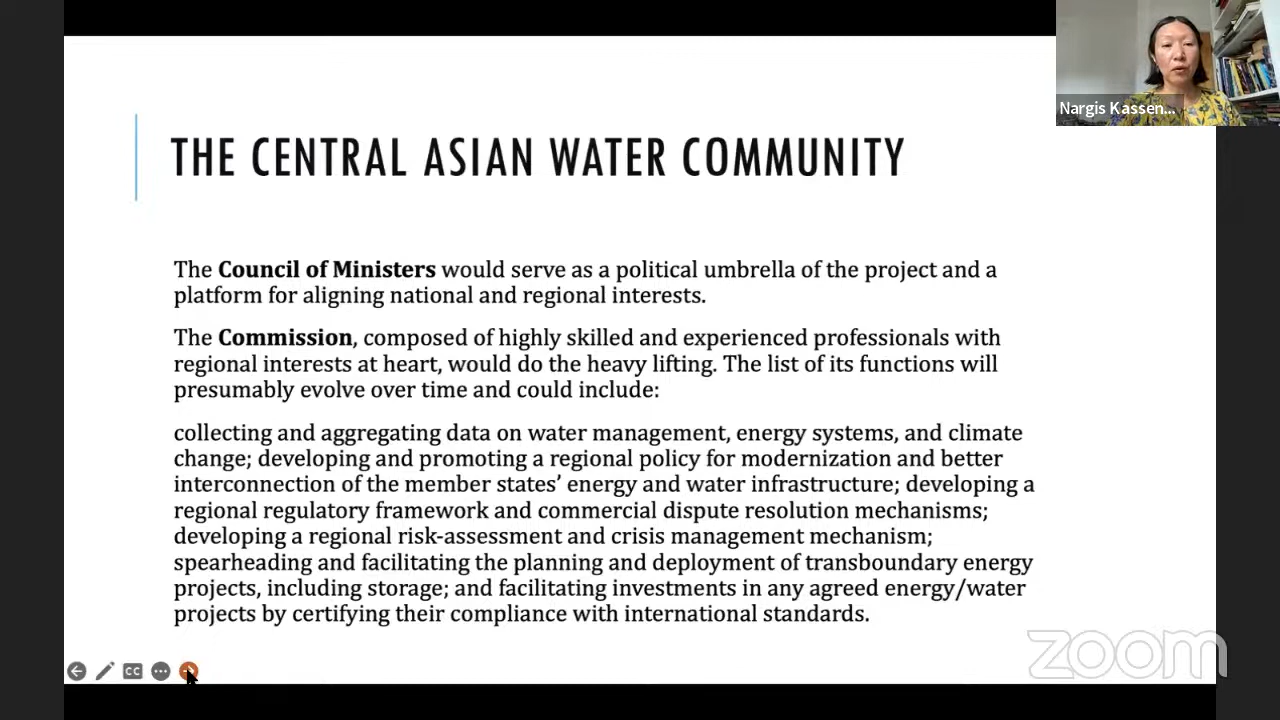 Nargis Kassen...
THE CENTRAL ASIAN WATER COMMUNITY
The Council of Ministers would serve as a political umbrella of the project and a
platform for aligning national and regional interests.
The Commission, composed of highly skilled and experienced professionals with
regional interests at heart, would do the heavy lifting. The list of its functions will
presumably evolve over time and could include:
collecting and aggregating data on water management, energy systems, and climate
change; developing and promoting a regional policy for modernization and better
interconnection of the member states’ energy and water infrastructure; developing a
regional regulatory framework and commercial dispute resolution mechanisms;
developing a regional risk-assessment and crisis management mechanism;
spearheading and facilitating the planning and deployment of transboundary energy
projects, including storage; and facilitating investments in any agreed energy/water
projects by certifying their compliance with international standards.
CC
zoom